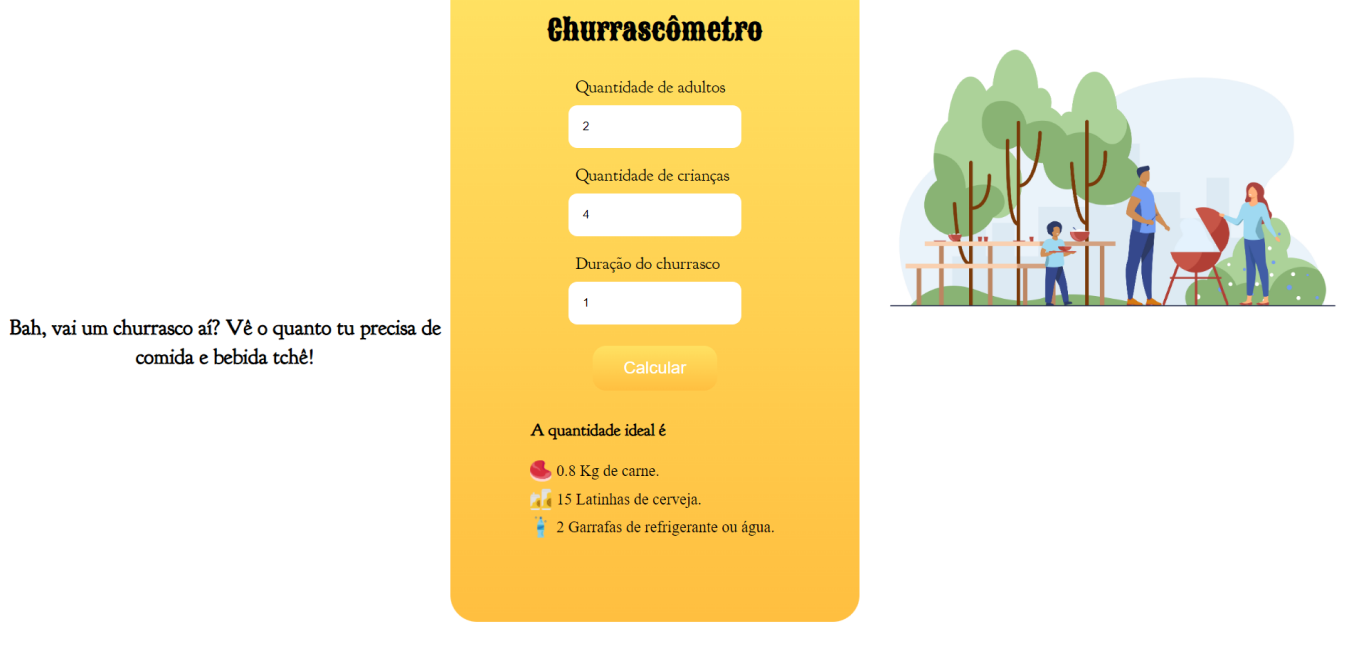 Churrascômetro
Quantidade de adultos
2
Quantidade de crianças
4
Duração do churrasco
1
Calcular
A quantidade ideal é
0.8 Kg de carne.
15 Latinhas de cerveja.
2 Garrafas de refrigerante ou água.
Bah, vai um churrasco aí? Vê o quanto tu precisa de
comida e bebida tchê!